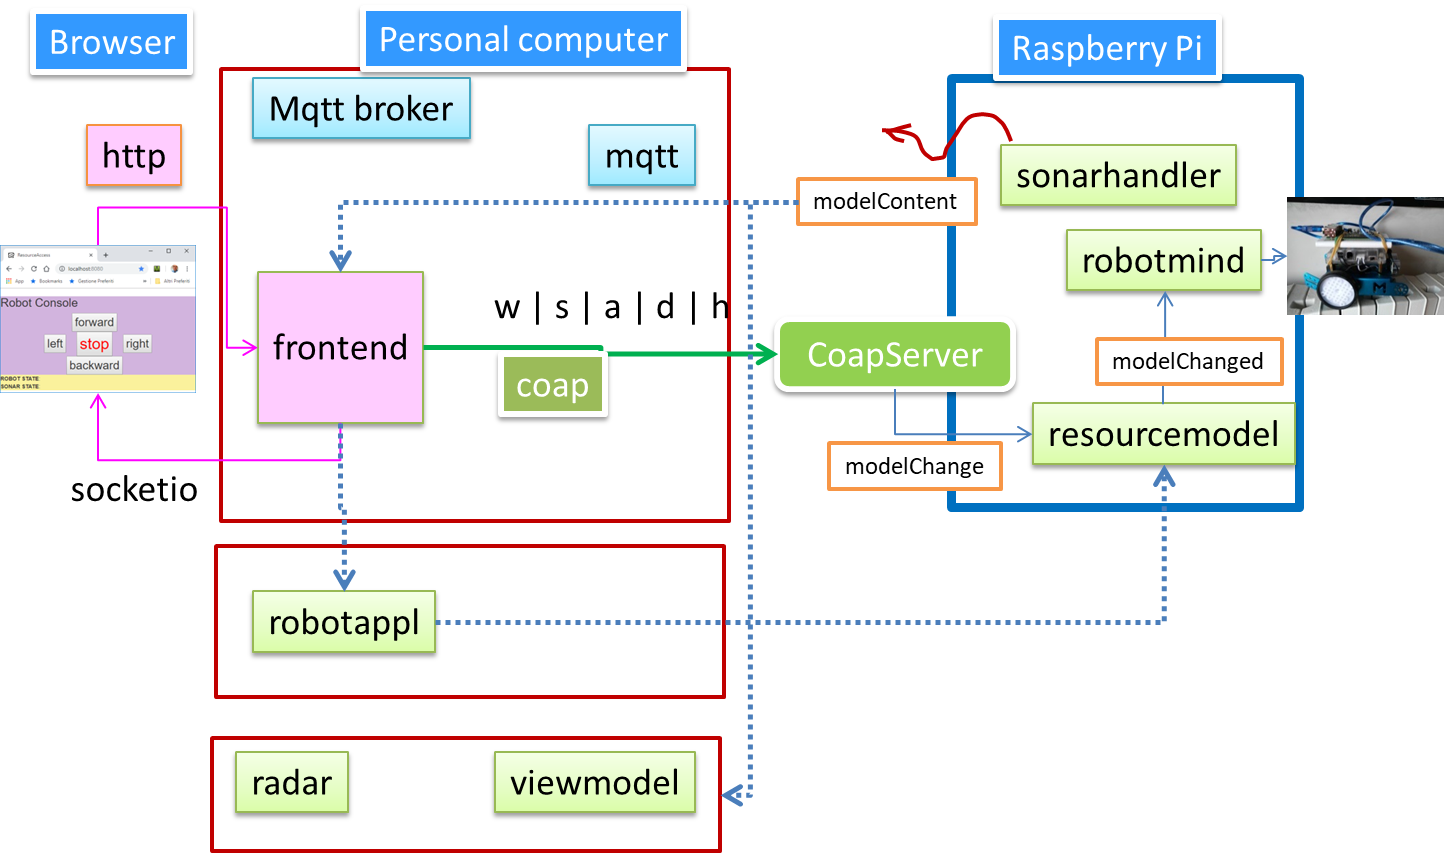 Browser
Personal computer
Raspberry Pi
Mqtt broker
http
mqtt
sonarhandler
modelContent
robotmind
ResourceAccess
localhost:8080
App
Bookmarks
Gestione Preferiti
Altri Preferiti
Robot Console
forward
left
stop
right
backward
ROBOT STATE
SONAR STATE
frontend
w | s | a | d | h
coap
CoapServer
modelChanged
resourcemodel
modelChange
socketio
robotappl
radar
viewmodel